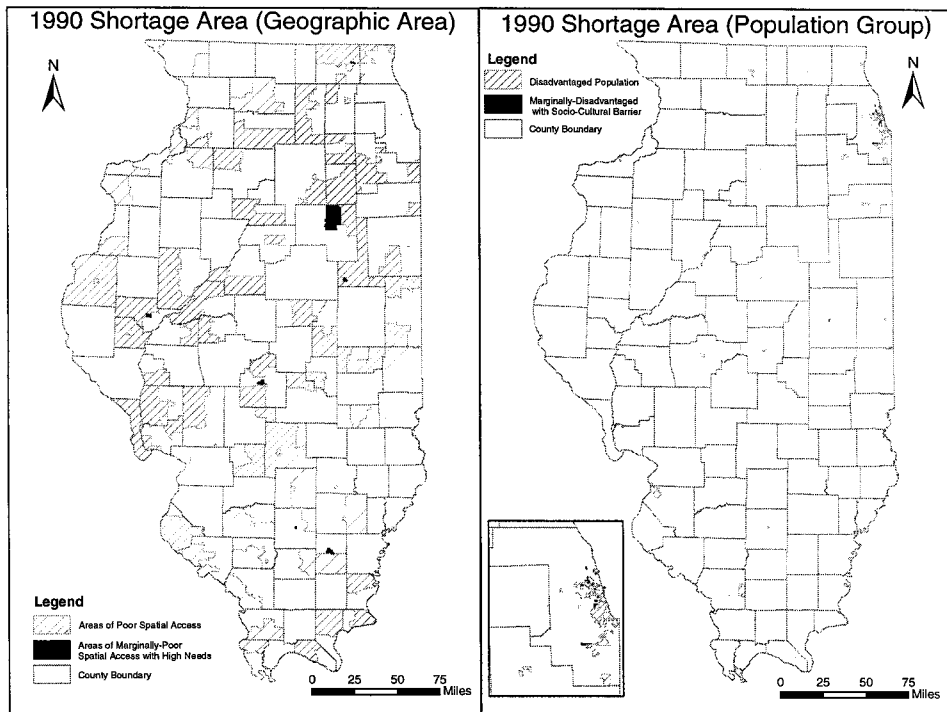 1990 Shortage Area (Geographic Area)
N
Legend
Areas of Poor Spatial Access
Areas of Marginally-Poor
Spatial Access with High Needs
County Boundary
0 25 50 75
Miles
1990 Shortage Area (Population Group)
Legend
Disadvantaged Population
Marginally-Disadvantaged
with Socio-Cultural Barrier
County Boundary
N
0 25 50 75
Miles